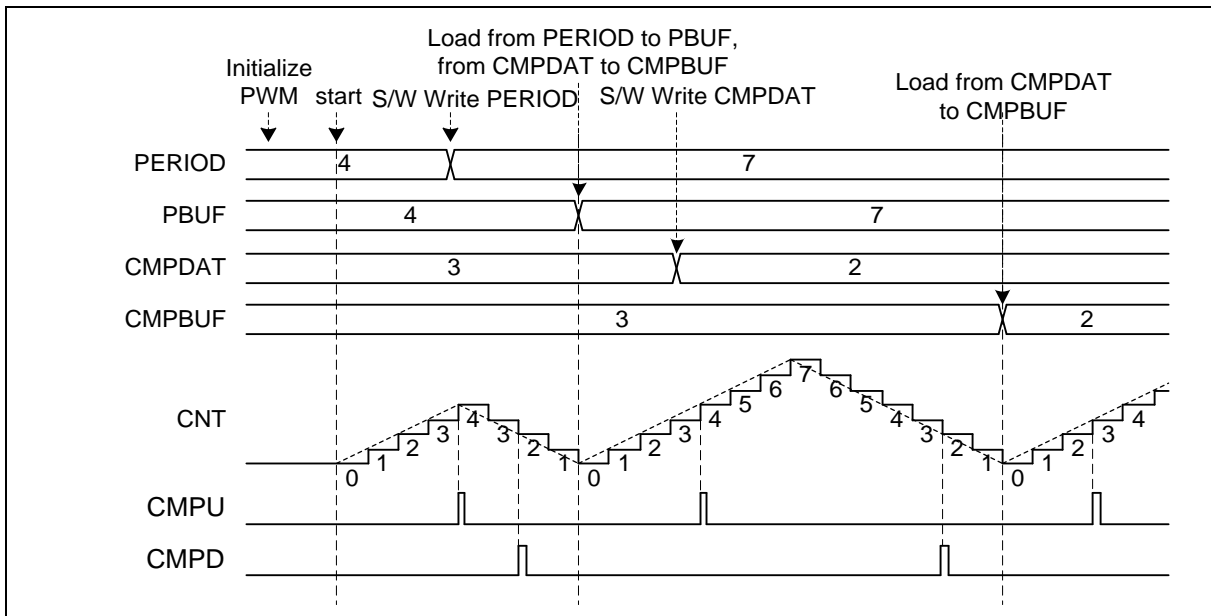 Load from PERIOD to PBUF,
from CMPDAT to CMPBUF
Initialize
PWM
start
S/W Write PERIOD
S/W Write CMPDAT
Load from CMPDAT
to CMPBUF
PERIOD
4
7
PBUF
4
7
CMPDAT
3
2
CMPBUF
3
2
CNT
0
1
2
3
4
3
2
1
0
1
2
3
4
5
6
7
6
5
4
3
2
1
0
1
2
3
4
CMPU
CMPD